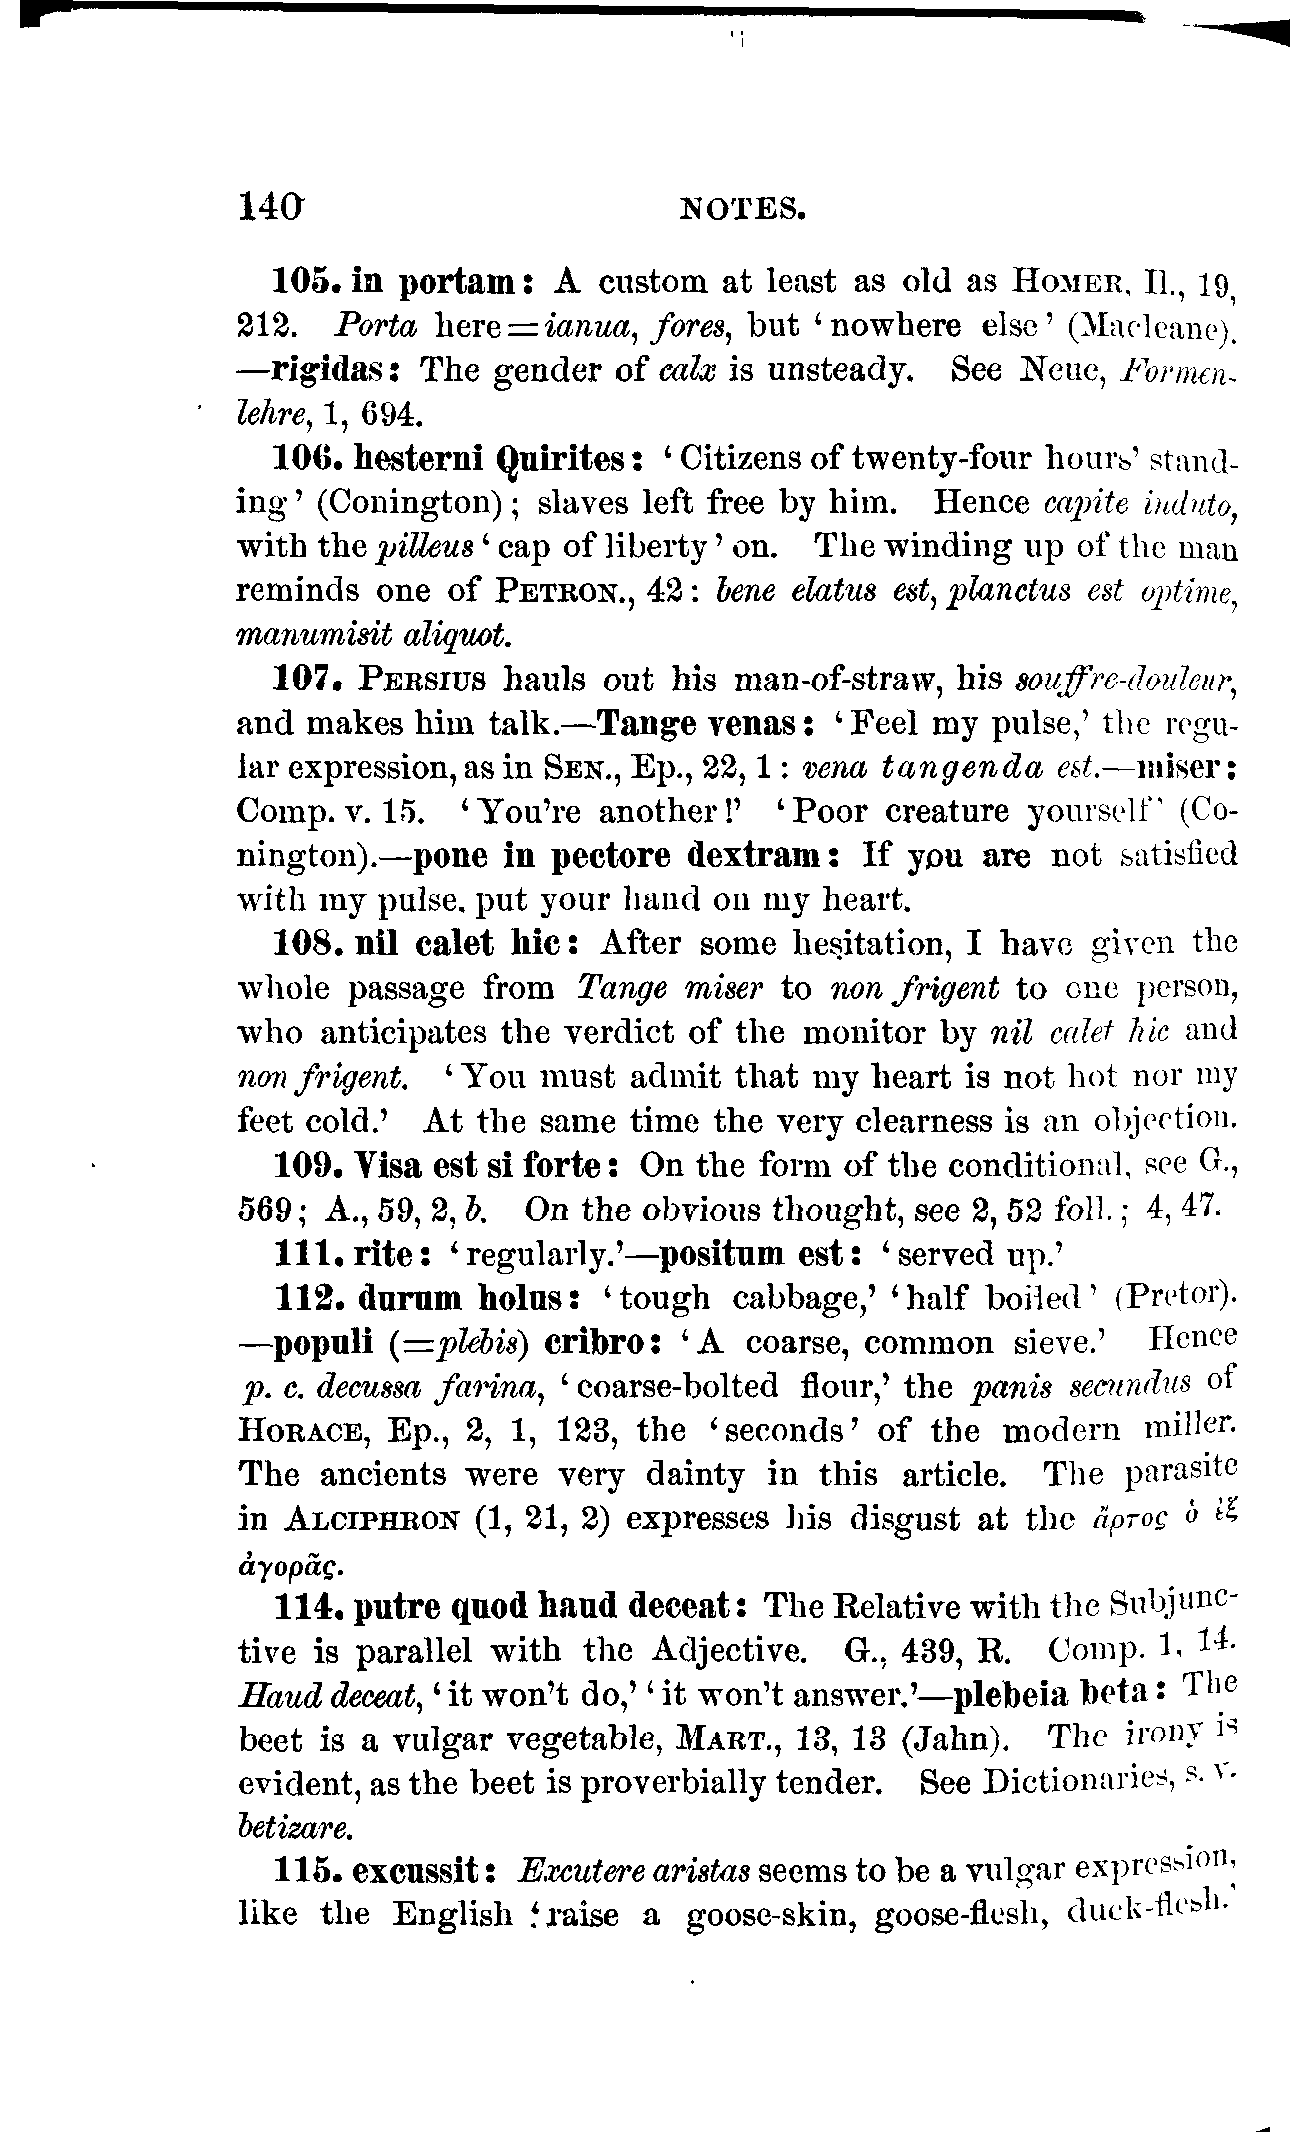 140 NOTES.
105. in portam: A custom at least as old as HOMER, Il., 19,
212. Porta here=ianua, fores, but ‘nowhere else’ (Macleane).
—rigidas: The gender of calx is unsteady. See Neue, Formen-
lehre, 1, 694.
106. hesterni Quirites: ‘Citizens of twenty-four hours’ stand-
ing’ (Conington); slaves left free by him. Hence capite induto,
with the pilleus ‘cap of liberty’ on. The winding up of the man
reminds one of PETRON., 42: bene elatus est, planctus est optime,
manumisit aliquot.
107. PERSIUS hauls out his man-of-straw, his souffre-douleur,
and makes him talk.—Tange venas: ‘Feel my pulse,’ the regu-
lar expression, as in SEN., Ep., 22, 1: vena tangenda est.—miser:
Comp. v. 15. ‘You're another!’ ‘Poor creature yourself’ (Co-
nington).—pone in pectore dextram: If you are not satisfied
with my pulse, put your hand on my heart.
108. nil calet hic: After some hesitation, I have given the
whole passage from Tange miser to non frigent to one person,
who anticipates the verdict of the monitor by nil calet hic and
non frigent. ‘You must admit that my heart is not hot nor my
feet cold.’ At the same time the very clearness is an objection.
109. Visa est si forte: On the form of the conditional, see G.,
569; A., 59, 2, b. On the obvious thought, see 2, 52 foll.; 4, 47.
111. rite: ‘regularly.’—positum est: ‘served up.’
112. durum holus: ‘tough cabbage,’ ‘half boiled’ (Pretor).
—populi (=plebis) cribro: ‘A coarse, common sieve.’ Hence
p. c. decussa farina, ‘coarse-bolted flour,’ the panis secundus of
HORACE, Ep., 2, 1, 123, the ‘seconds’ of the modern miller.
The ancients were very dainty in this article. The parasite
in ALCIPHRON (1, 21, 2) expresses his disgust at the ἄρτος ὁ ἐξ
ἀγορᾶς.
114. putre quod haud deceat: The Relative with the Subjunc-
tive is parallel with the Adjective. G., 439, R. Comp. 1, 14.
Haud deceat, ‘it won't do,’ ‘it won't answer.’—plebeia beta: The
beet is a vulgar vegetable, MART., 13, 13 (Jahn). The irony is
evident, as the beet is proverbially tender. See Dictionaries, s. v.
betizare.
115. excussit: Excutere aristas seems to be a vulgar expression,
like the English ‘raise a goose-skin, goose-flesh, duck-flesh.’